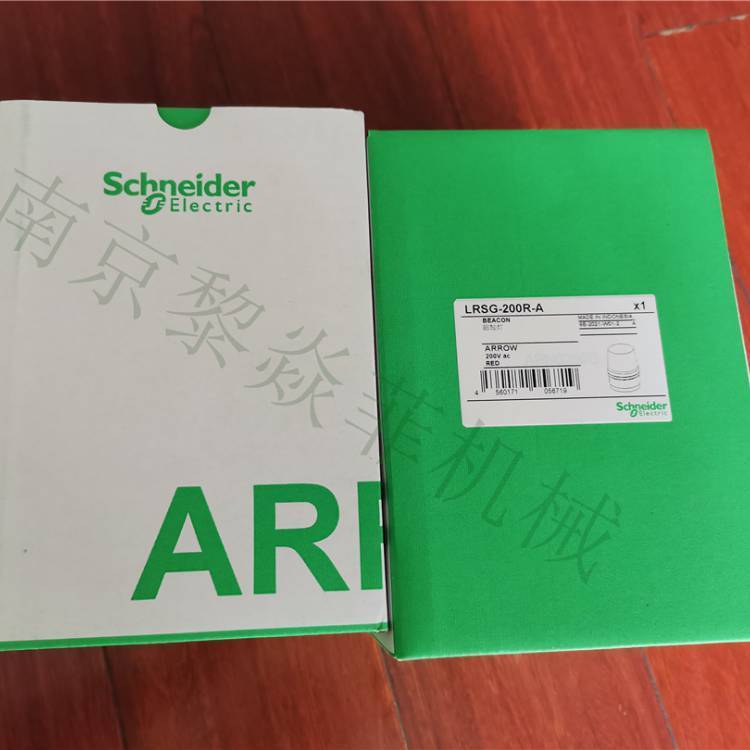 Schneider
Electric
ARR
LRSG-200R-A x1
BEACON MADE IN INDONESIA
ARROW
200V ac
RED
4 560171 056719
Schneider
Electric
南京黎焱菲机械